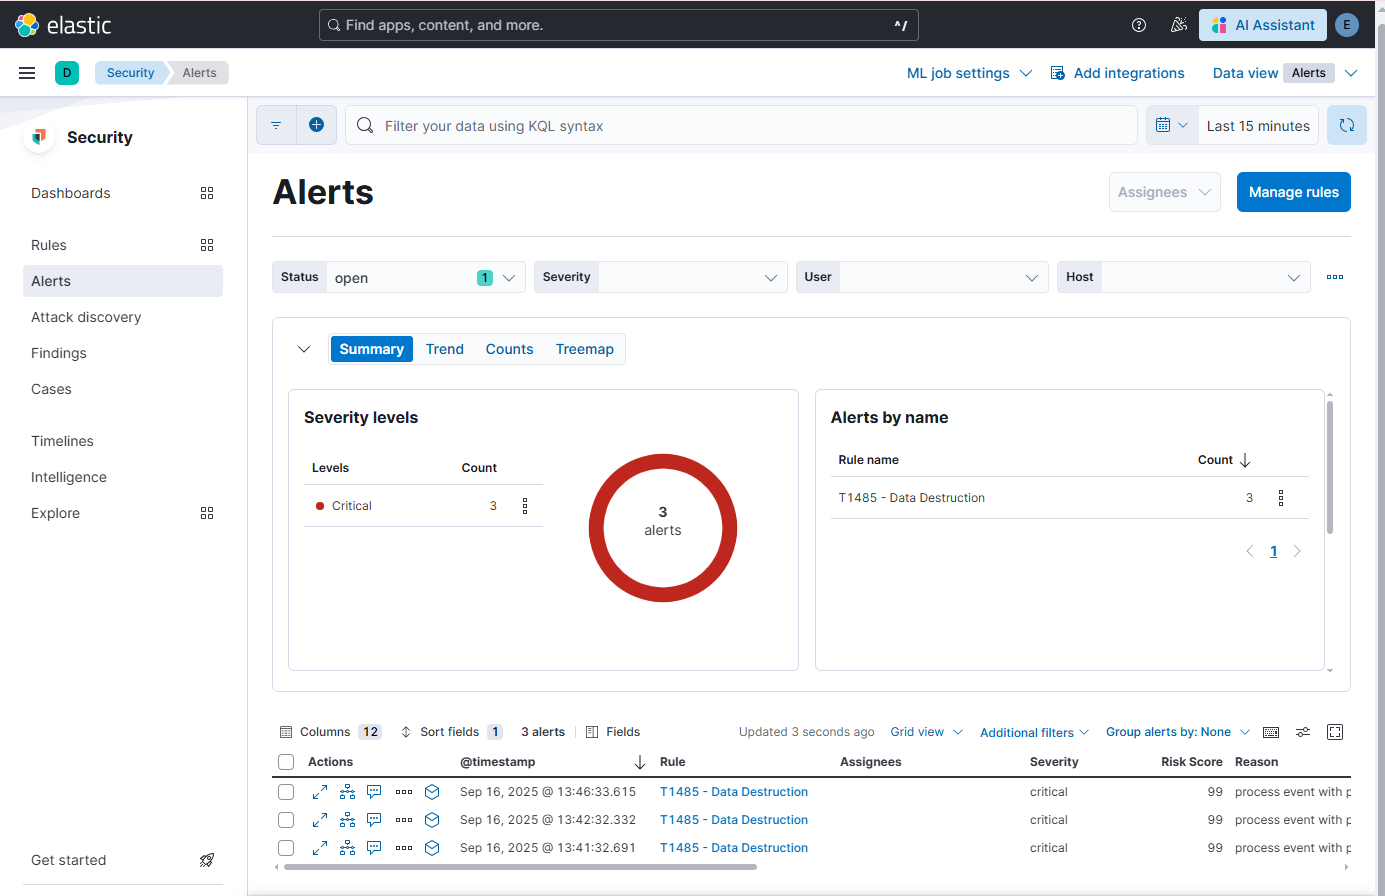 elastic
Find apps, content, and more.
^/
AI Assistant
E
D
Security
Alerts
ML job settings
Add integrations
Data view
Alerts
Security
Dashboards
Rules
Alerts
Attack discovery
Findings
Cases
Timelines
Intelligence
Explore
Get started
Filter your data using KQL syntax
Last 15 minutes
Alerts
Assignees
Manage rules
Status open 1
Severity
User
Host
Summary Trend Counts Treemap
Severity levels
Levels Count
Critical 3
3
alerts
Alerts by name
Rule name Count
T1485 - Data Destruction 3
1
Columns 12 Sort fields 1 3 alerts Fields Updated 3 seconds ago Grid view Additional filters Group alerts by: None
Actions @timestamp Rule Assignees Severity Risk Score Reason
Sep 16, 2025 @ 13:46:33.615 T1485 - Data Destruction critical 99 process event with p
Sep 16, 2025 @ 13:42:32.332 T1485 - Data Destruction critical 99 process event with p
Sep 16, 2025 @ 13:41:32.691 T1485 - Data Destruction critical 99 process event with p